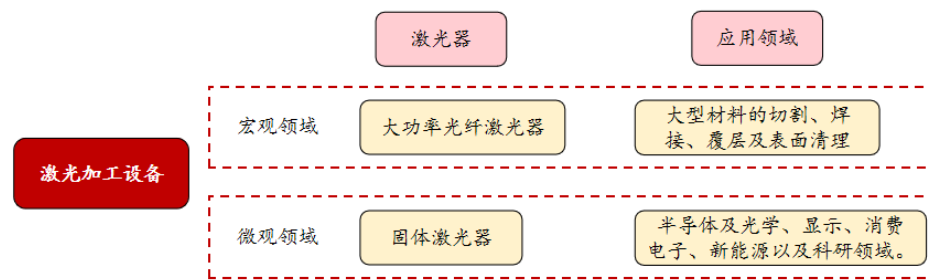 激光器
应用领域
宏观领域
大功率光纤激光器
大型材料的切割、焊
接、覆层及表面清理
激光加工设备
微观领域
固体激光器
半导体及光学、显示、消费
电子、新能源以及科研领域。